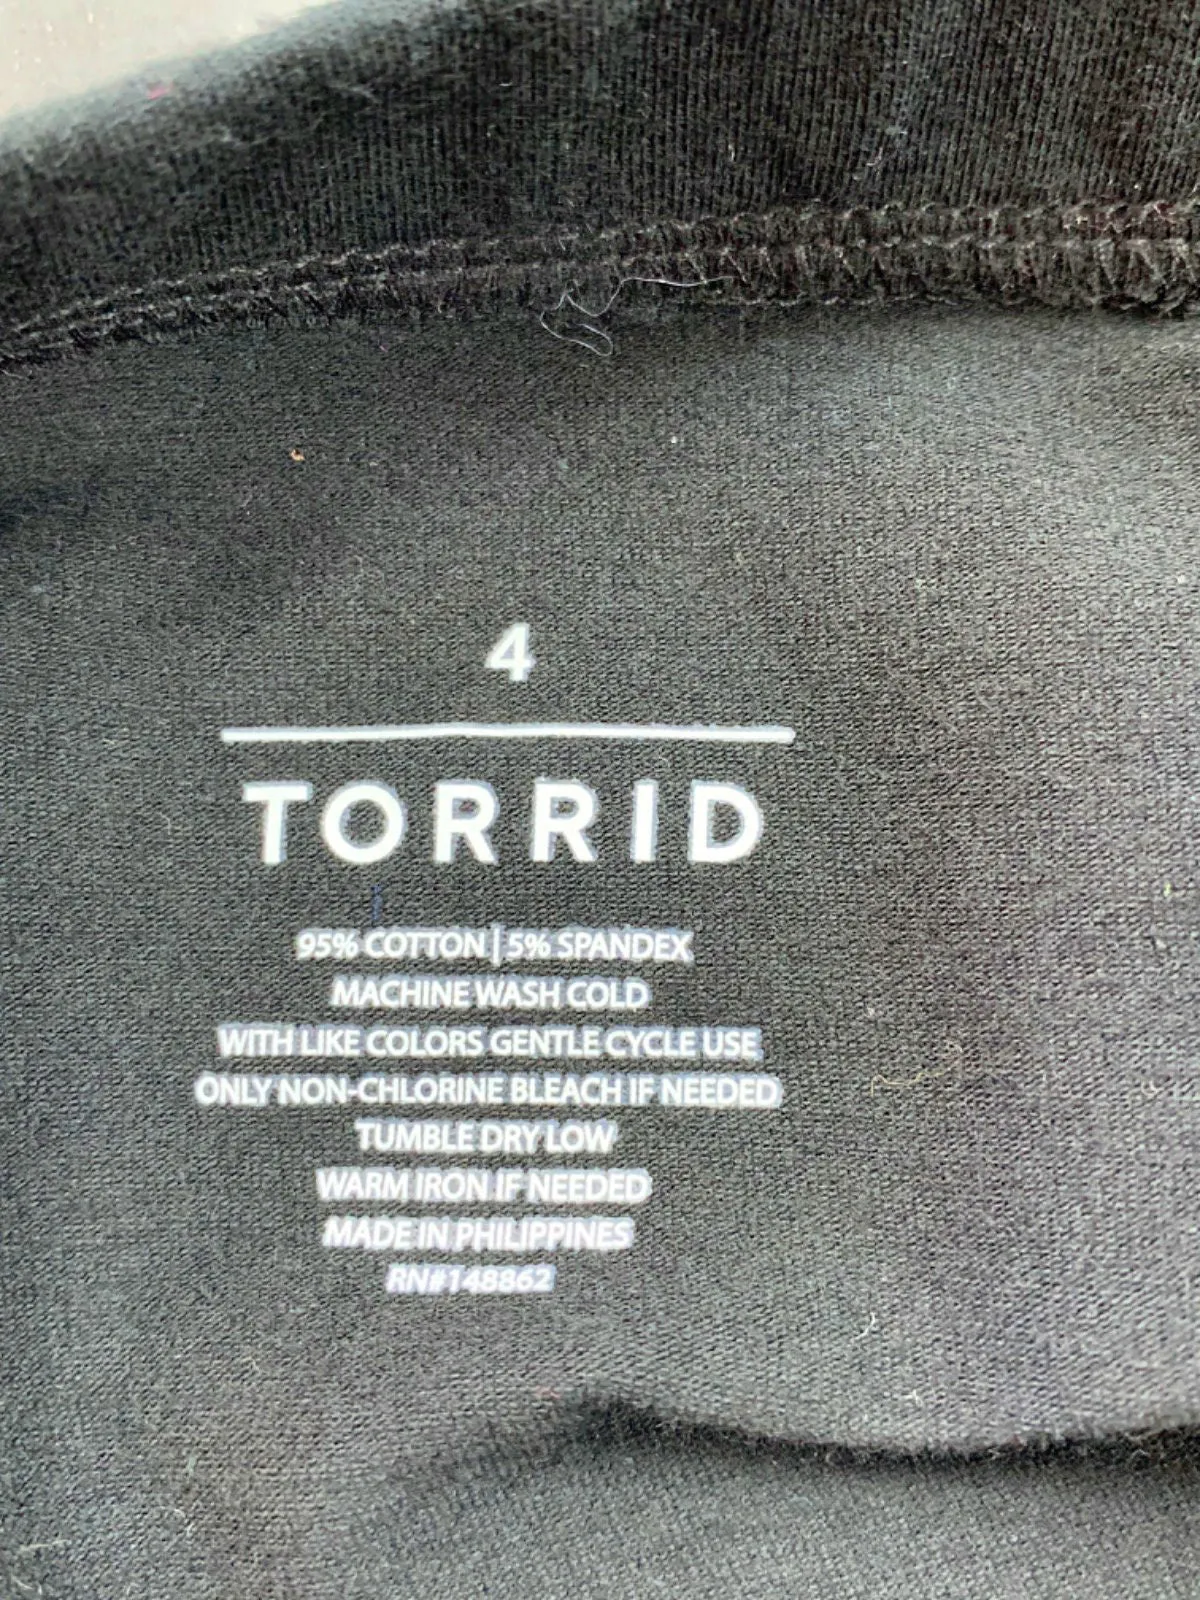 4
TORRID
95% COTTON | 5% SPANDEX
MACHINE WASH COLD
WITH LIKE COLORS GENTLE CYCLE USE
ONLY NON-CHLORINE BLEACH IF NEEDED
TUMBLE DRY LOW
WARM IRON IF NEEDED
MADE IN PHILIPPINES
RN#148862